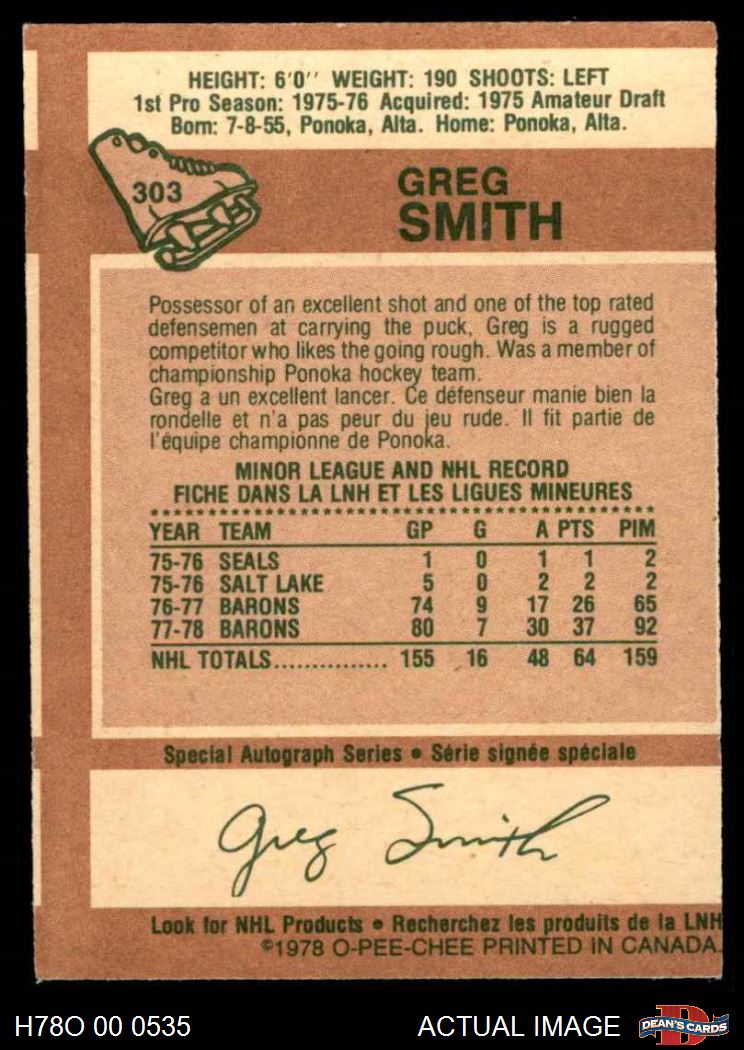 HEIGHT: 6'0'' WEIGHT: 190 SHOOTS: LEFT
1st Pro Season: 1975-76 Acquired: 1975 Amateur Draft
Born: 7-8-55, Ponoka, Alta. Home: Ponoka, Alta.
303
GREG
SMITH
Possessor of an excellent shot and one of the top rated
defensemen at carrying the puck, Greg is a rugged
competitor who likes the going rough. Was a member of
championship Ponoka hockey team.
Greg a un excellent lancer. Ce défenseur manie bien la
rondelle et n'a pas peur du jeu rude. Il fit partie de
l'équipe championne de Ponoka.
MINOR LEAGUE AND NHL RECORD
FICHE DANS LA LNH ET LES LIGUES MINEURES
YEAR TEAM GP G A PTS PIM
75-76 SEALS 1 0 1 1 2
75-76 SALT LAKE 5 0 2 2 2
76-77 BARONS 74 9 17 26 65
77-78 BARONS 80 7 30 37 92
NHL TOTALS............... 155 16 48 64 159
Special Autograph Series • Série signée spéciale
Greg Smith
Look for NHL Products • Recherchez les produits de la LNH
©1978 O-PEE-CHEE PRINTED IN CANADA.
H78O 00 0535 ACTUAL IMAGE D DEAN'S CARDS